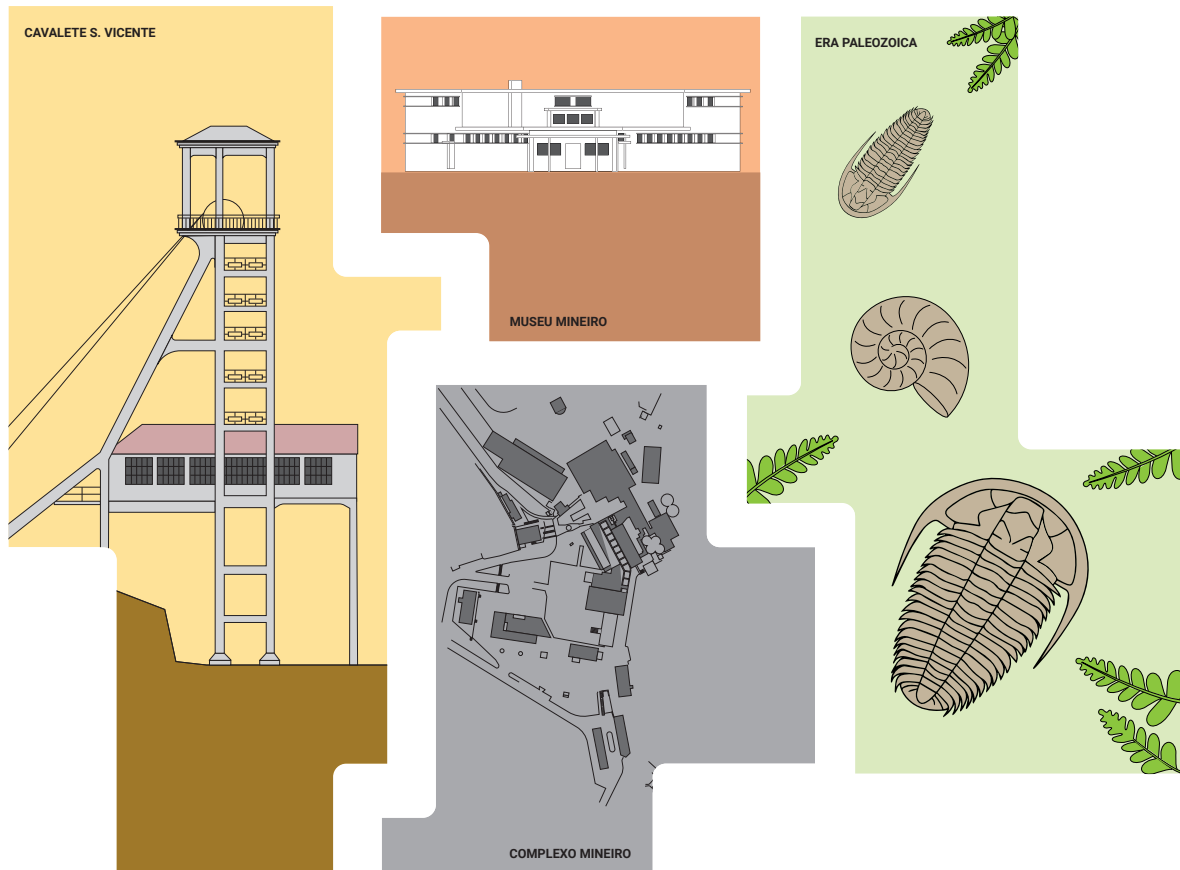 CAVALETE S. VICENTE
MUSEU MINEIRO
ERA PALEOZOICA
COMPLEXO MINEIRO